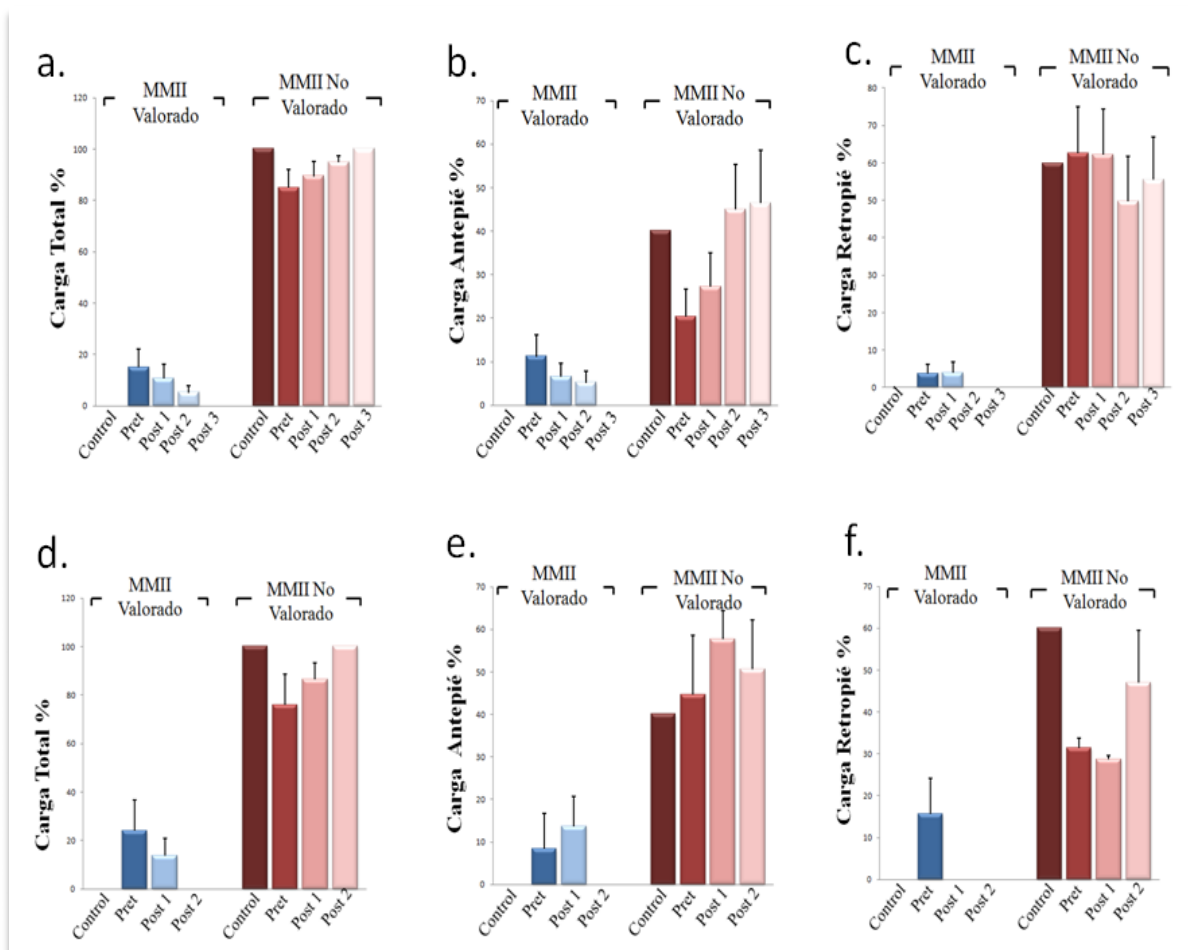 a.
MMII
Valorado
MMII No
Valorado
Carga Total %
120
100
80
60
40
20
0
Control
Pret
Post 1
Post 2
Post 3
Control
Pret
Post 1
Post 2
Post 3
b.
MMII
Valorado
MMII No
Valorado
Carga Antepié %
70
60
50
40
30
20
10
0
Control
Pret
Post 1
Post 2
Post 3
Control
Pret
Post 1
Post 2
Post 3
c.
MMII
Valorado
MMII No
Valorado
Carga Retropié %
80
70
60
50
40
30
20
10
0
Control
Pret
Post 1
Post 2
Post 3
Control
Pret
Post 1
Post 2
Post 3
d.
MMII
Valorado
MMII No
Valorado
Carga Total %
120
100
80
60
40
20
0
Control
Pret
Post 1
Post 2
Control
Pret
Post 1
Post 2
e.
MMII
Valorado
MMII No
Valorado
Carga Antepié %
70
60
50
40
30
20
10
0
Control
Pret
Post 1
Post 2
Control
Pret
Post 1
Post 2
f.
MMII
Valorado
MMII No
Valorado
Carga Retropié %
70
60
50
40
30
20
10
0
Control
Pret
Post 1
Post 2
Control
Pret
Post 1
Post 2